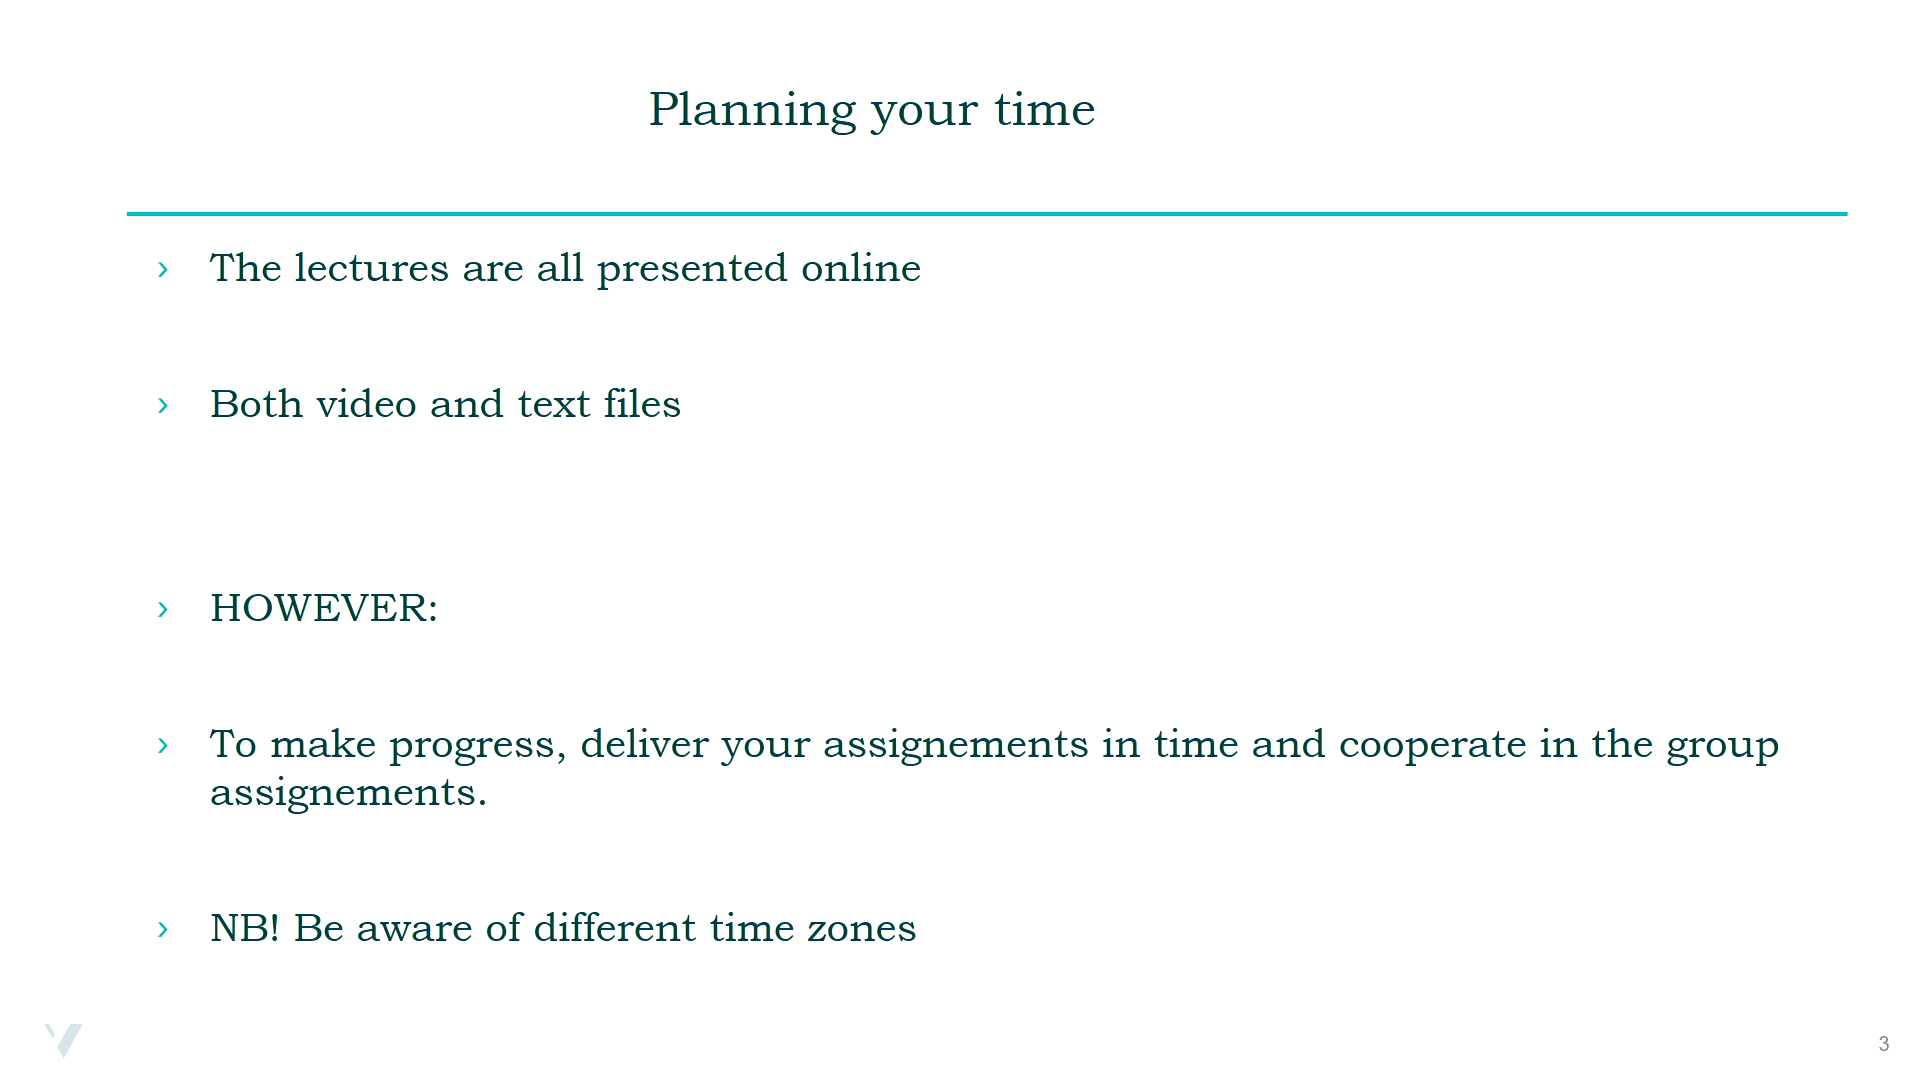 Planning your time
› The lectures are all presented online
› Both video and text files
› HOWEVER:
› To make progress, deliver your assignements in time and cooperate in the group
assignements.
› NB! Be aware of different time zones
3